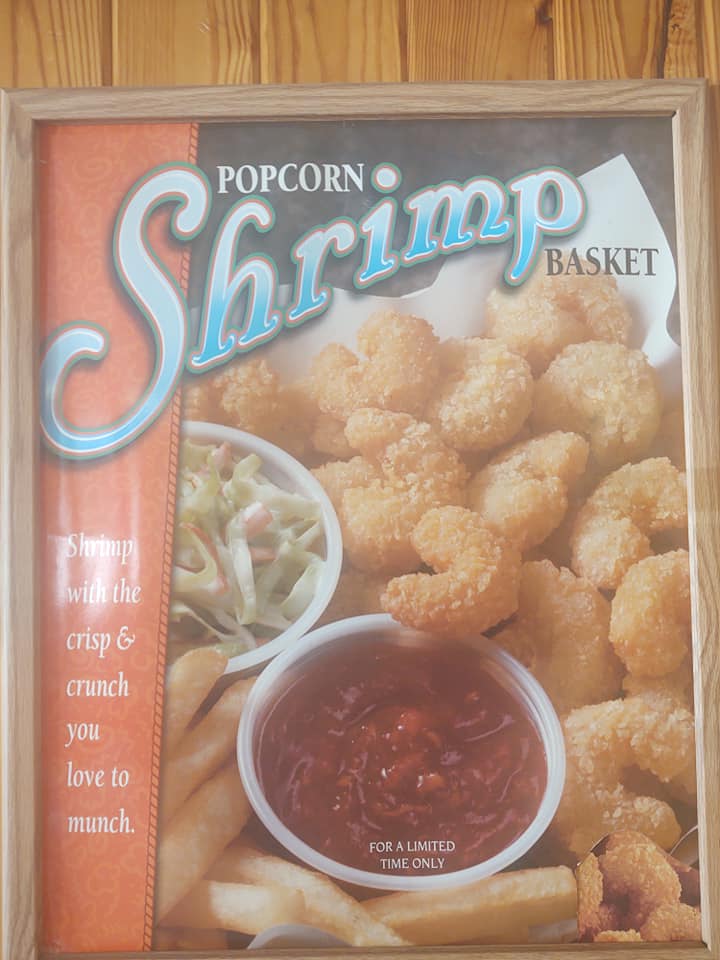 POPCORN
Shrimp
BASKET
Shrimp
with the
crisp &
crunch
you
love to
munch.
FOR A LIMITED
TIME ONLY